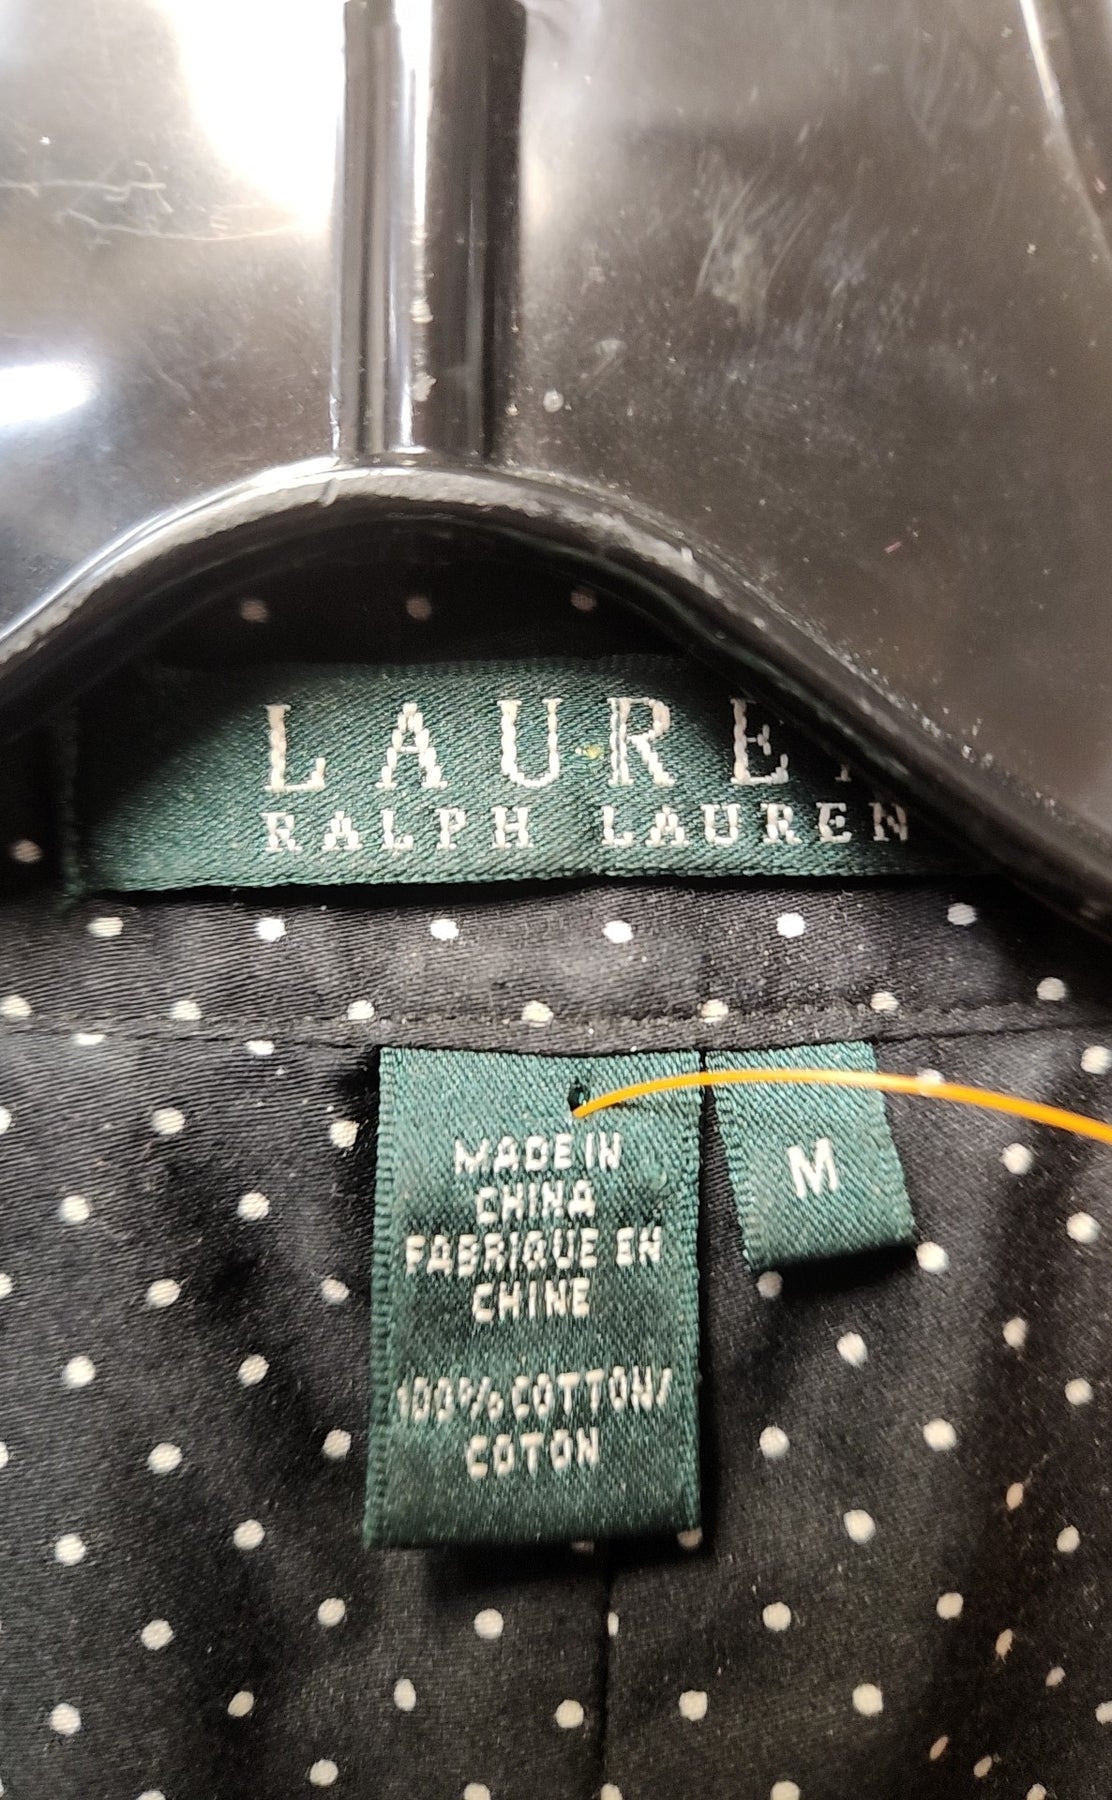 LAUREN
RALPH LAUREN
MADE IN
CHINA
FABRIQUE EN
CHINE
100% COTTON/
COTON
M